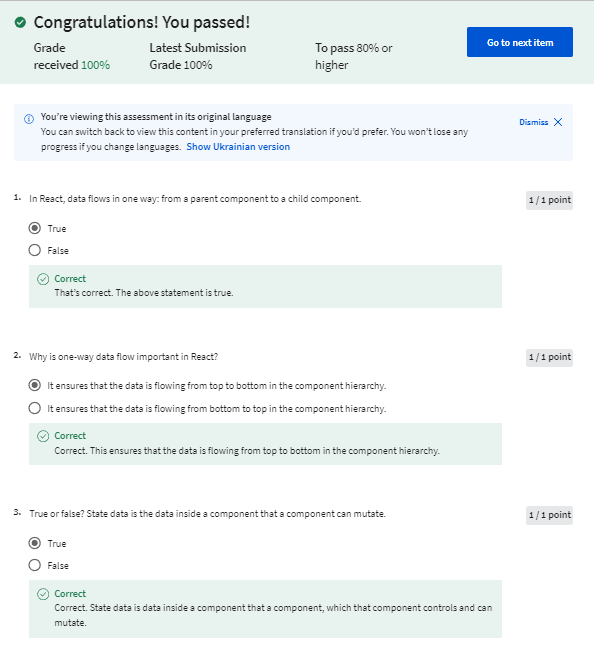 Congratulations! You passed!
Grade received 100%
Latest Submission Grade 100%
To pass 80% or higher
Go to next item
You're viewing this assessment in its original language
Dismiss
You can switch back to view this content in your preferred translation if you'd prefer. You won't lose any
progress if you change languages. Show Ukrainian version
1. In React, data flows in one way: from a parent component to a child component.
1 / 1 point
True
False
Correct
That's correct. The above statement is true.
2. Why is one-way data flow important in React?
1 / 1 point
It ensures that the data is flowing from top to bottom in the component hierarchy.
It ensures that the data is flowing from bottom to top in the component hierarchy.
Correct
Correct. This ensures that the data is flowing from top to bottom in the component hierarchy.
3. True or false? State data is the data inside a component that a component can mutate.
1 / 1 point
True
False
Correct
Correct. State data is data inside a component that a component, which that component controls and can
mutate.